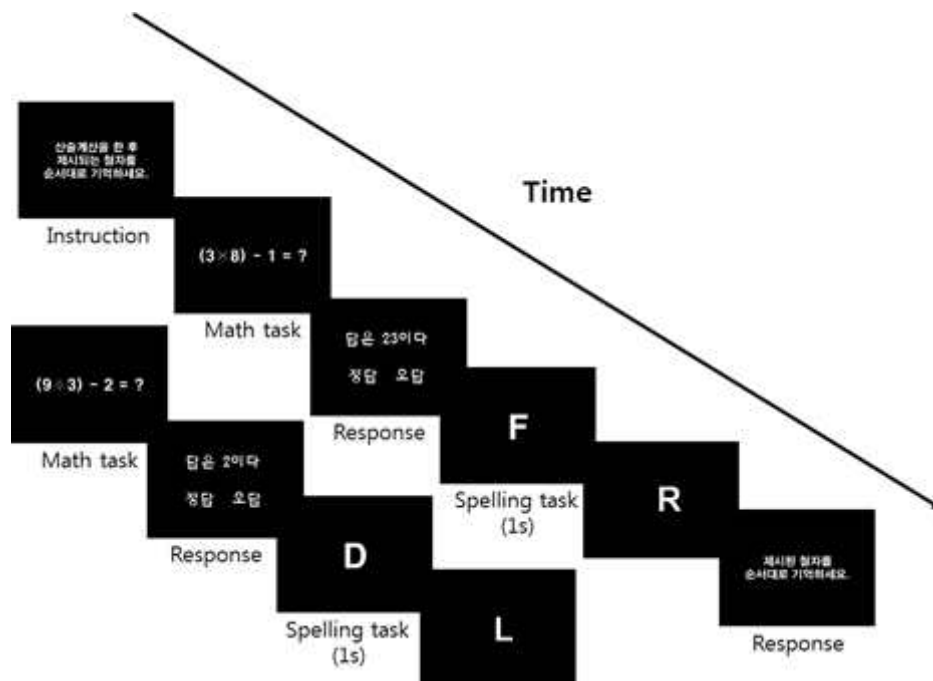 Time
산술계산을 한 후
제시되는 철자를
순서대로 기억하세요.
Instruction
(3×8) - 1 = ?
Math task
답은 23이다
정답 오답
Response
F
Spelling task
(1s)
R
제시된 철자를
순서대로 기억하세요.
Response
(9÷3) - 2 = ?
Math task
답은 2이다
정답 오답
Response
D
Spelling task
(1s)
L